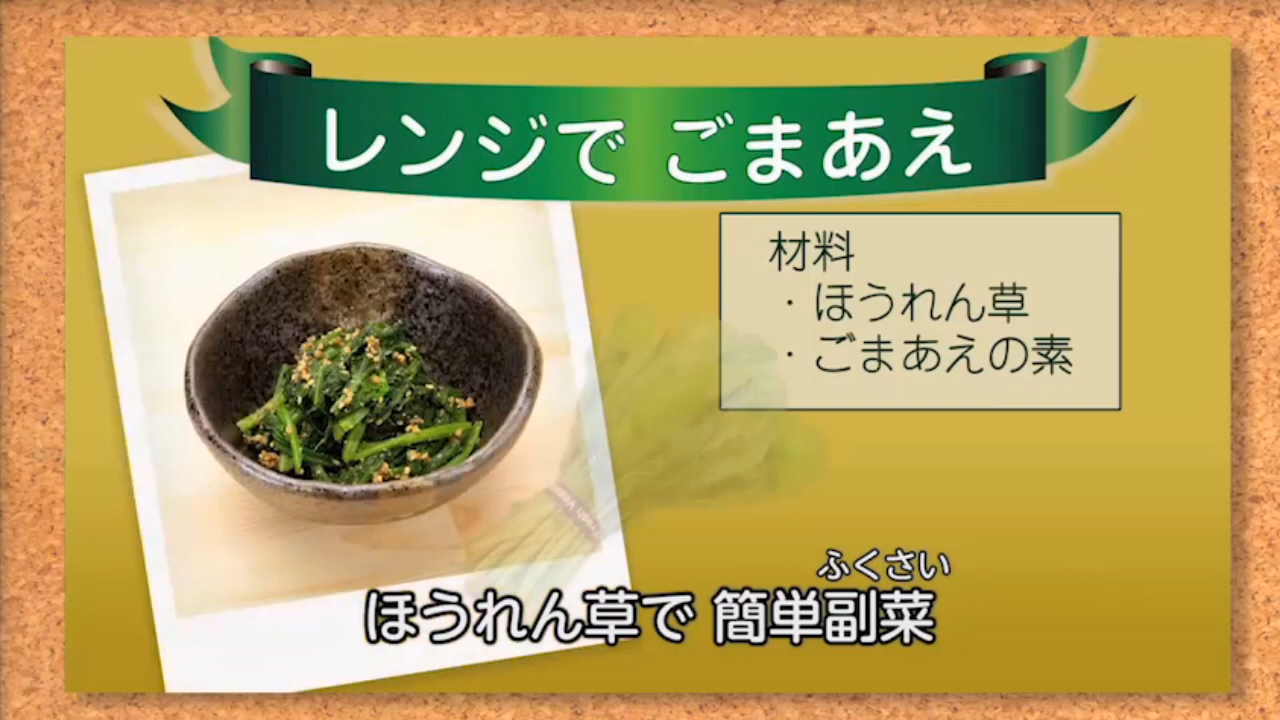 レンジで ごまあえ
材料
・ほうれん草
・ごまあえの素
ふくさい
ほうれん草で 簡単副菜